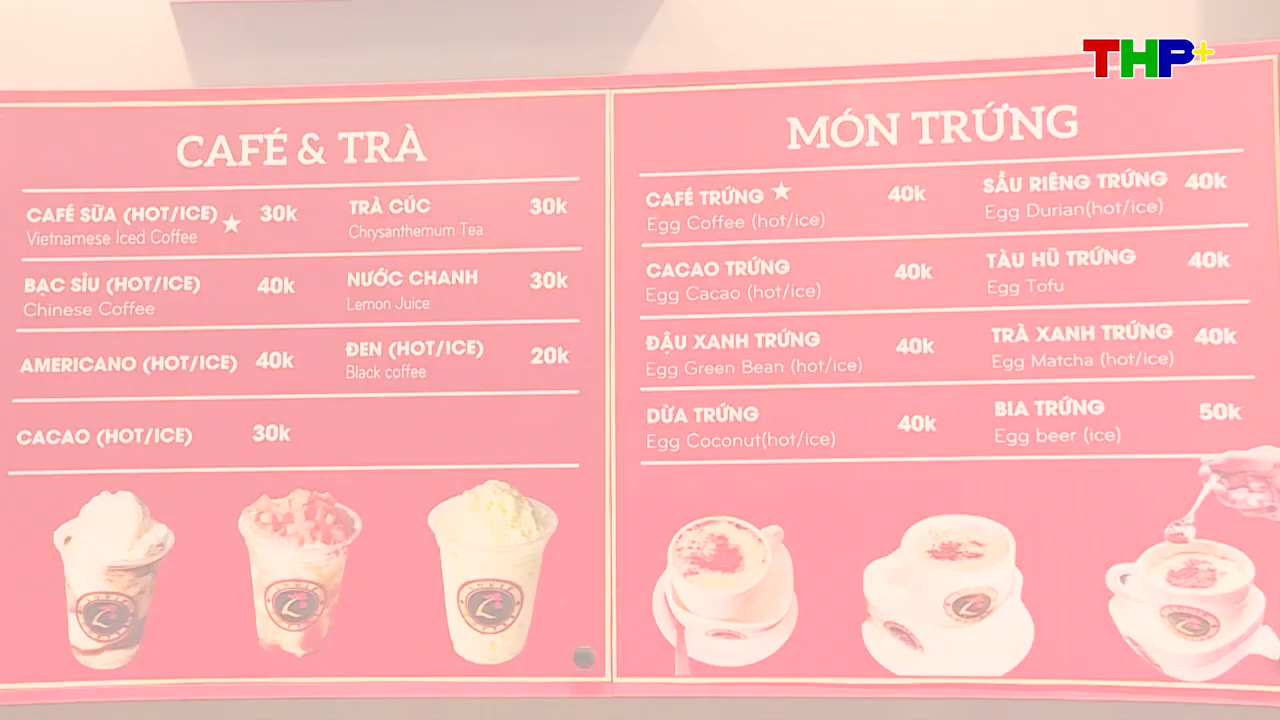 THP+
CAFÉ & TRÀ
CAFÉ SỮA (HOT/ICE) 30k
Vietnamese Iced Coffee
TRÀ CÚC 30k
Chrysanthemum Tea
BẠC SỈU (HOT/ICE) 40k
Chinese Coffee
NƯỚC CHANH 30k
Lemon Juice
AMERICANO (HOT/ICE) 40k
ĐEN (HOT/ICE) 20k
Black coffee
CACAO (HOT/ICE) 30k
MÓN TRỨNG
CAFÉ TRỨNG 40k
Egg Coffee (hot/ice)
SẦU RIÊNG TRỨNG 40k
Egg Durian(hot/ice)
CACAO TRỨNG 40k
Egg Cacao (hot/ice)
TÀU HŨ TRỨNG 40k
Egg Tofu
ĐẬU XANH TRỨNG 40k
Egg Green Bean (hot/ice)
TRÀ XANH TRỨNG 40k
Egg Matcha (hot/ice)
DỪA TRỨNG 40k
Egg Coconut(hot/ice)
BIA TRỨNG 50k
Egg beer (ice)